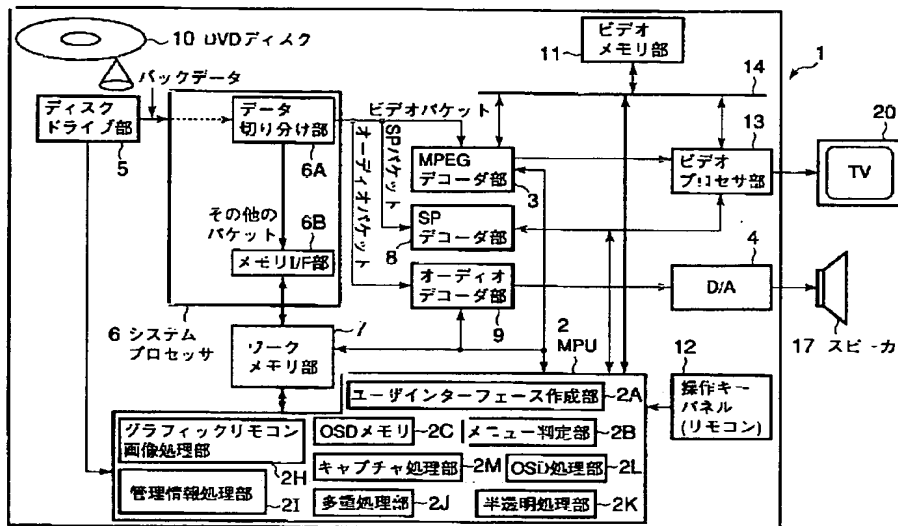 10 DVDディスク
パックデータ
ディスク
ドライブ部
5
データ
切り分け部
6A
その他の
パケット
6B
メモリI/F部
6 システム
プロセッサ
7
ワーク
メモリ部
ビデオパケット
SPパケット
オーディオパケット
MPEG
デコーダ部
3
SP
デコーダ部
8
オーディオ
デコーダ部
9
ビデオ
メモリ部
11
14
1
13
ビデオ
プロセサ部
20
TV
4
D/A
17 スピーカ
2
MPU
12
操作キー
パネル
(リモコン)
ユーザインターフェース作成部
2A
グラフィックリモコン
画像処理部
2H
OSDメモリ
2C
メニュー判定部
2B
キャプチャ処理部
2M
OSD処理部
2L
管理情報処理部
2I
多重処理部
2J
半透明処理部
2K